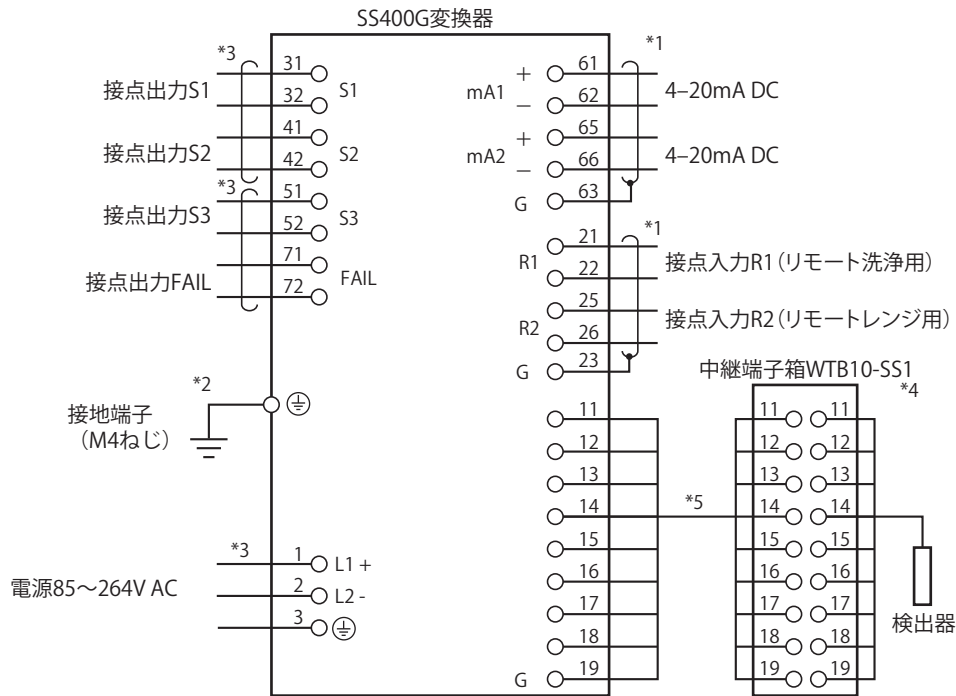 SS400G変換器
*3
接点出力S1
31
32
S1
接点出力S2
41
42
S2
*3
接点出力S3
51
52
S3
接点出力FAIL
71
72
FAIL
*2
接地端子
(M4ねじ)
*3
電源85～264V AC
1
L1 +
2
L2 -
3
*1
mA1
+
61
−
62
4–20mA DC
mA2
+
65
−
66
4–20mA DC
G
63
*1
R1
21
22
接点入力R1（リモート洗浄用）
R2
25
26
接点入力R2（リモートレンジ用）
G
23
11
12
13
14
15
16
17
18
G
19
*5
中継端子箱WTB10-SS1
*4
11 11
12 12
13 13
14 14
15 15
16 16
17 17
18 18
19 19
検出器